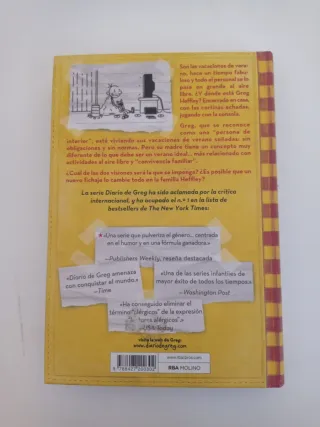 Son las vacaciones de vera-
no, hace un tiempo fabu-
loso y todo el personal se lo
pasa en grande al aire
libre. ¿Y dónde está Greg
Heffley? Encerrado en casa,
con las cortinas echadas,
jugando con la consola.
Greg, que se reconoce
como una "persona de
interior", está viviendo sus vacaciones de verano soñadas: sin
obligaciones y sin normas. Pero su madre tiene un concepto muy
diferente de lo que debe ser un verano ideal... más relacionado con
actividades al aire libre y "convivencia familiar".
¿Cuál de las dos visiones será la que se imponga? ¿Es posible que un
nuevo fichaje lo cambie todo en la familia Heffley?
La serie Diario de Greg ha sido aclamada por la crítica
internacional, y ha ocupado el n.º 1 en la lista de
bestsellers de The New York Times:
★ «Una serie que pulveriza el género... centrada
en el humor y en una fórmula ganadora».
—Publishers Weekly, reseña destacada
«Diario de Greg amenaza
con conquistar el mundo.»
—Time
«Una de las series infantiles de
mayor éxito de todos los tiempos».
—Washington Post
«Ha conseguido eliminar el
término "alérgicos" de la expresión
alérgicos".»
—USA Today
visita la web de Greg:
www.diariodegreg.com
RBA MOLINO